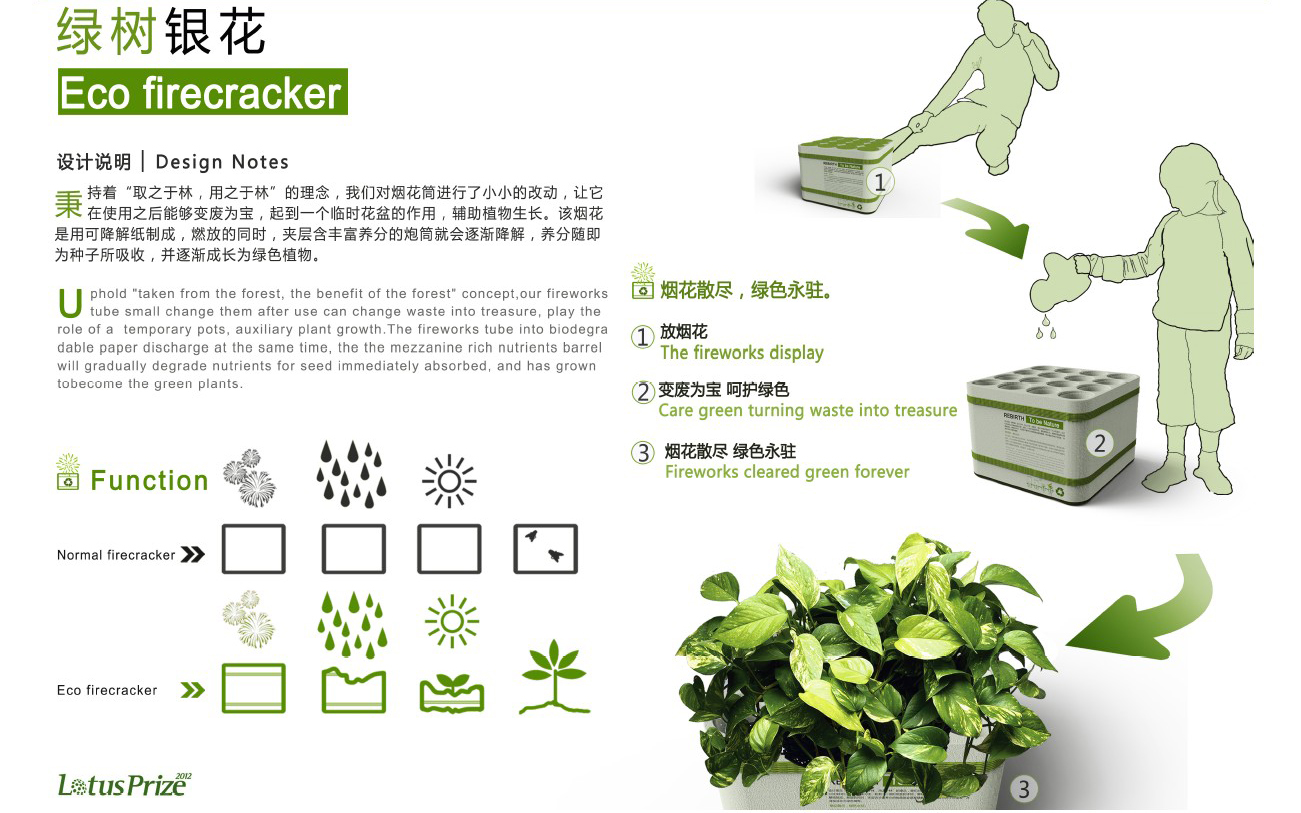 绿树银花
Eco firecracker
设计说明 | Design Notes
秉持着“取之于林，用之于林”的理念，我们对烟花筒进行了小小的改动，让它
在使用之后能够变废为宝，起到一个临时花盆的作用，辅助植物生长。该烟花
是用可降解纸制成，燃放的同时，夹层含丰富养分的炮筒就会逐渐降解，养分随即
为种子所吸收，并逐渐成长为绿色植物。
Uphold "taken from the forest, the benefit of the forest" concept,our fireworks
tube small change them after use can change waste into treasure, play the
role of a temporary pots, auxiliary plant growth.The fireworks tube into biodegra
dable paper discharge at the same time, the the mezzanine rich nutrients barrel
will gradually degrade nutrients for seed immediately absorbed, and has grown
tobecome the green plants.
Function
Normal firecracker
Eco firecracker
Lotus Prize 2012
烟花散尽，绿色永驻。
1 放烟花
The fireworks display
2 变废为宝 呵护绿色
Care green turning waste into treasure
3 烟花散尽 绿色永驻
Fireworks cleared green forever
REBIRTH To be Nature
1
REBIRTH To be Nature
2
3